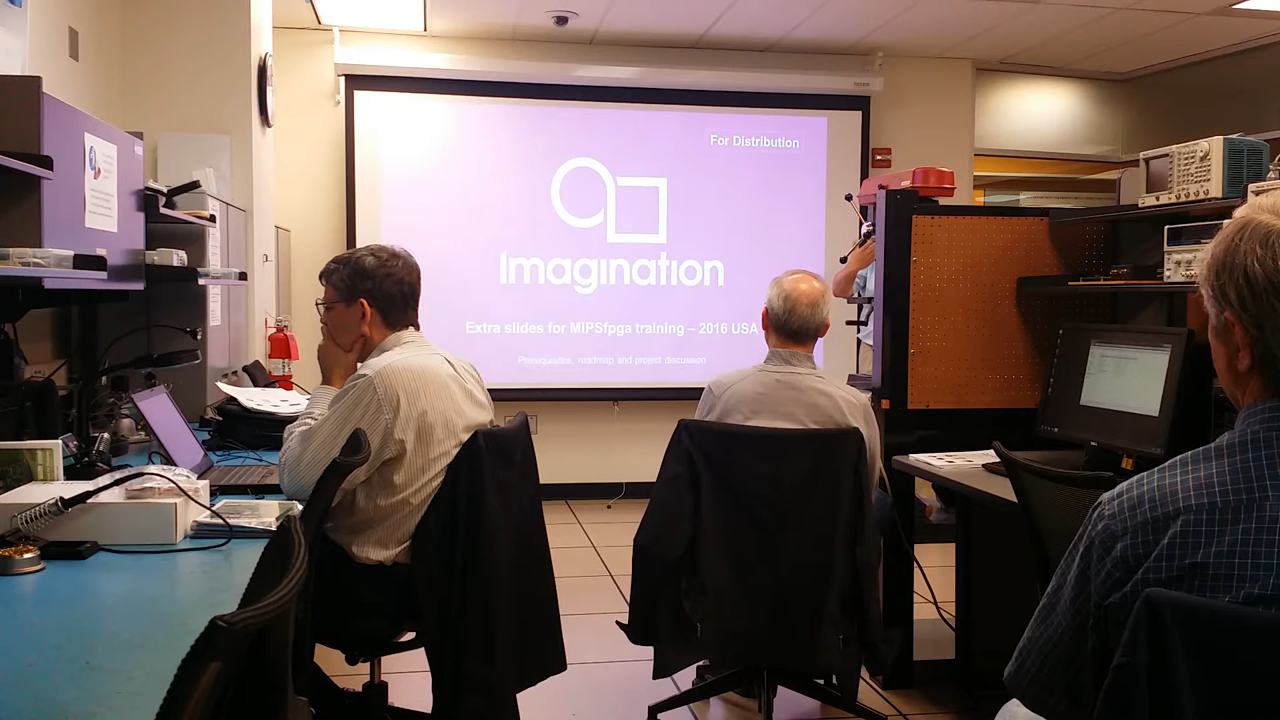 For Distribution
Imagination
Extra slides for MIPSfpga training – 2016 USA
Prerequisites, roadmap and project discussion